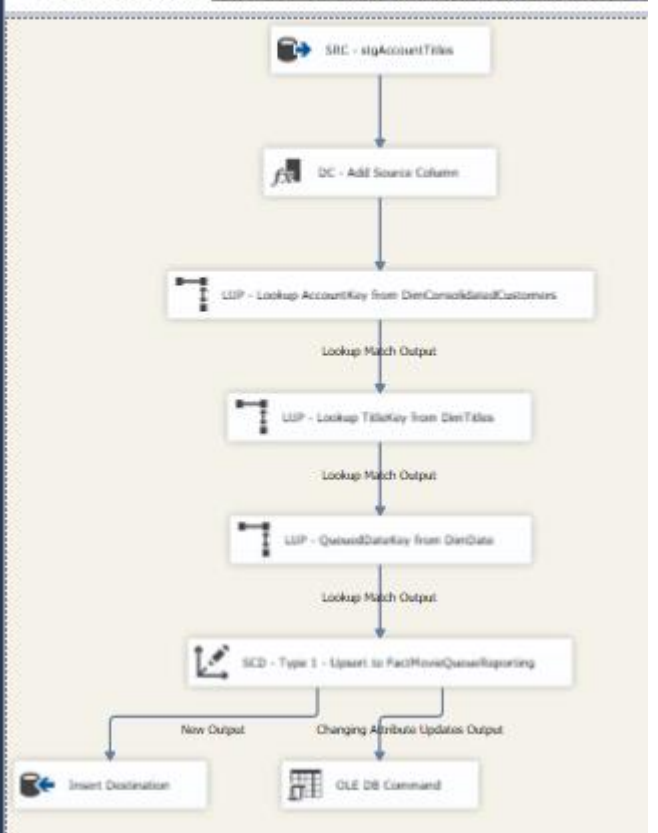 SRC - stgAccountTitles
DC - Add Source Column
LUP - Lookup AccountKey from DimConsolidatedCustomers
Lookup Match Output
LUP - Lookup TitleKey from DimTitles
Lookup Match Output
LUP - QueuedDateKey from DimDate
Lookup Match Output
SCD - Type 1 - Upsert to FactMovieQueueReporting
New Output
Changing Attribute Updates Output
Insert Destination
OLE DB Command